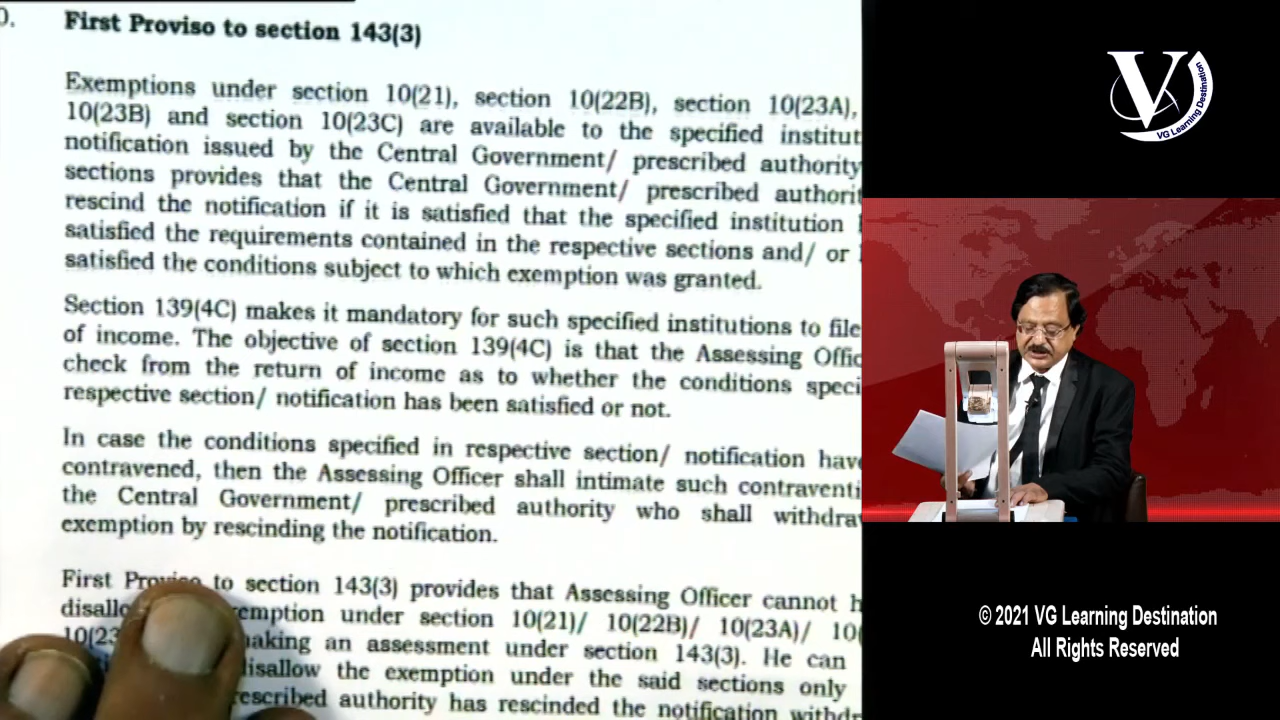 First Proviso to section 143(3)
Exemptions under section 10(21), section 10(22B), section 10(23A),
10(23B) and section 10(23C) are available to the specified institut
notification issued by the Central Government/ prescribed authority
sections provides that the Central Government/ prescribed authorit
rescind the notification if it is satisfied that the specified institution
satisfied the requirements contained in the respective sections and/ or
satisfied the conditions subject to which exemption was granted.
Section 139(4C) makes it mandatory for such specified institutions to file
of income. The objective of section 139(4C) is that the Assessing Offic
check from the return of income as to whether the conditions speci
respective section/ notification has been satisfied or not.
In case the conditions specified in respective section/ notification have
contravened, then the Assessing Officer shall intimate such contraventi
the Central Government/ prescribed authority who shall withdra
exemption by rescinding the notification.
First Proviso to section 143(3) provides that Assessing Officer cannot h
disallo emption under section 10(21)/ 10(22B)/ 10(23A)/ 10(
10(23 aking an assessment under section 143(3). He can
disallow the exemption under the said sections only
escribed authority has rescinded the notification withdr
V
VG Learning Destination
© 2021 VG Learning Destination
All Rights Reserved